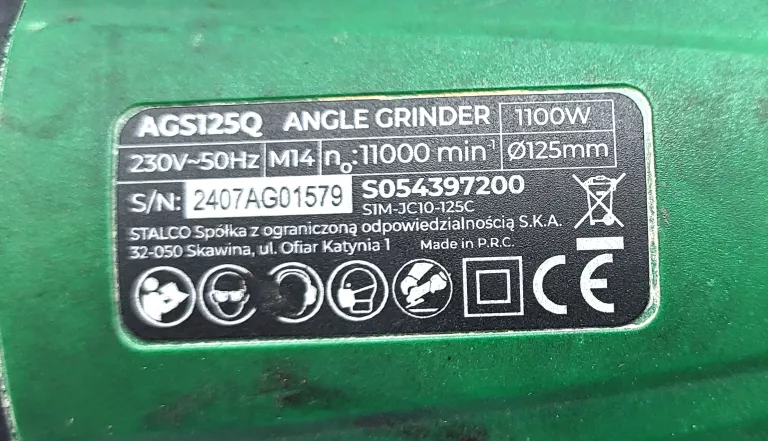 AGS125Q ANGLE GRINDER 1100W
230V~50Hz M14 n₀:11000 min⁻¹ Ø125mm
S/N: 2407AG01579 S054397200
S1M-JC10-125C
STALCO Spółka z ograniczoną odpowiedzialnością S.K.A.
32-050 Skawina, ul. Ofiar Katynia 1 Made in P.R.C.
CE